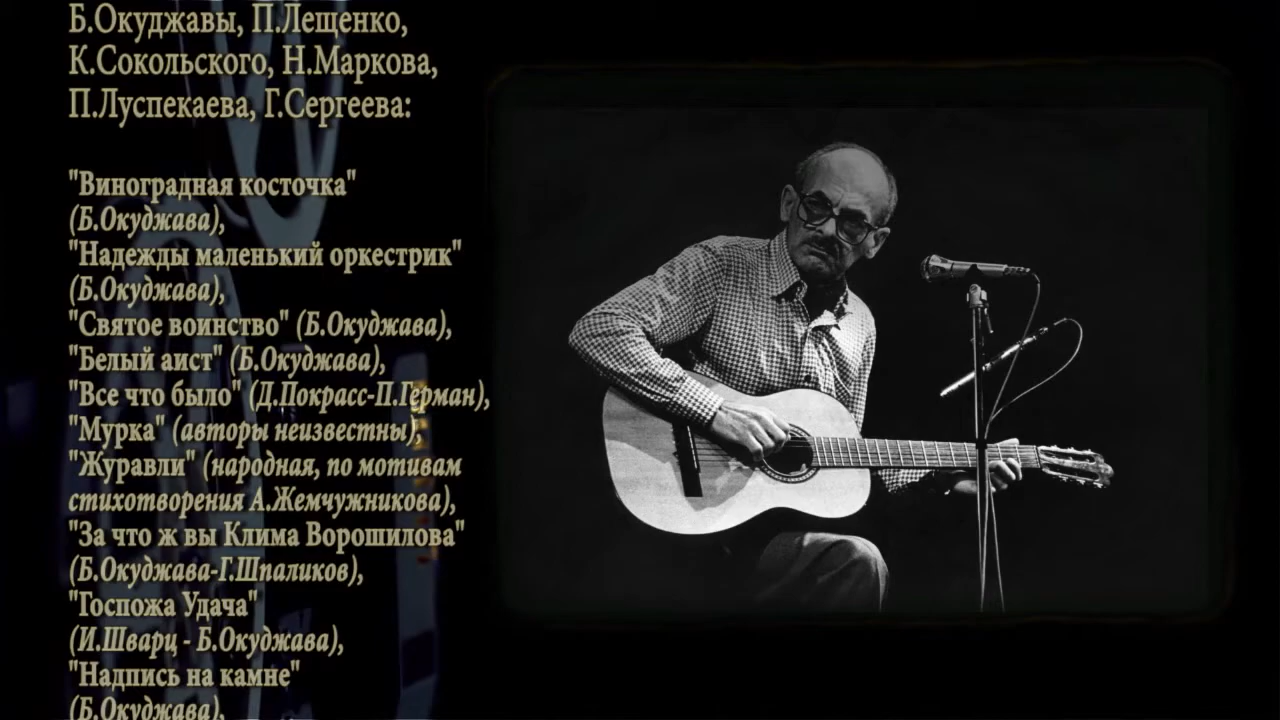 Б.Окуджавы, П.Лещенко,
К.Сокольского, Н.Маркова,
П.Луспекаева, Г.Сергеева:
"Виноградная косточка"
(Б.Окуджава),
"Надежды маленький оркестрик"
(Б.Окуджава),
"Святое воинство" (Б.Окуджава),
"Белый аист" (Б.Окуджава),
"Все что было" (Д.Покрасс-П.Герман),
"Мурка" (авторы неизвестны),
"Журавли" (народная, по мотивам
стихотворения А.Жемчужникова),
"За что ж вы Клима Ворошилова"
(Б.Окуджава-Г.Шпаликов),
"Госпожа Удача"
(И.Шварц - Б.Окуджава),
"Надпись на камне"
(Б.Окуджава),